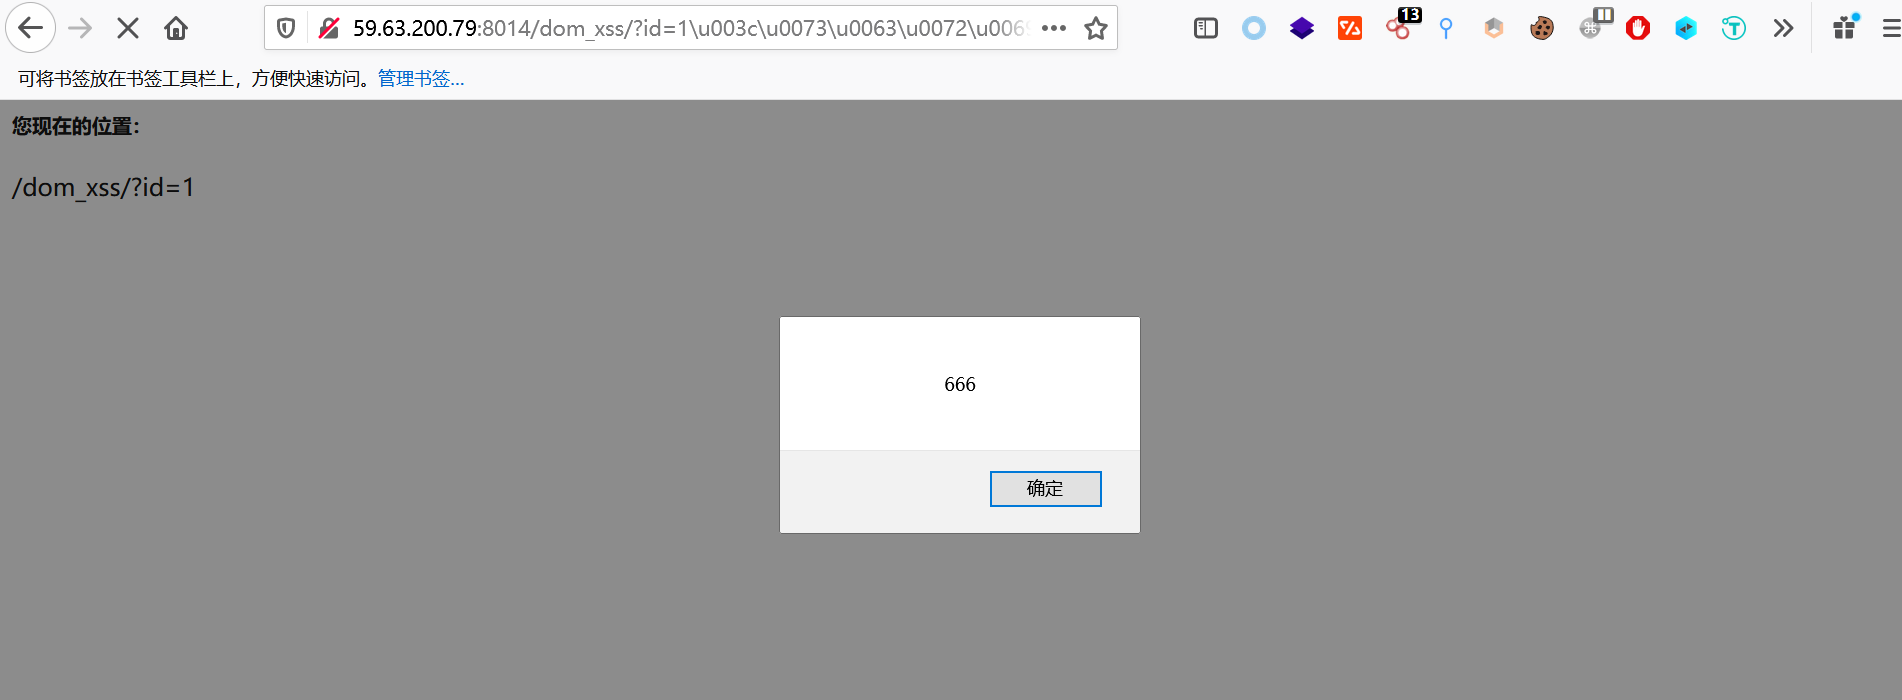 59.63.200.79:8014/dom_xss/?id=1\u003c\u0073\u0063\u0072\u006
13
可将书签放在书签工具栏上，方便快速访问。管理书签...
您现在的位置：
/dom_xss/?id=1
666
确定